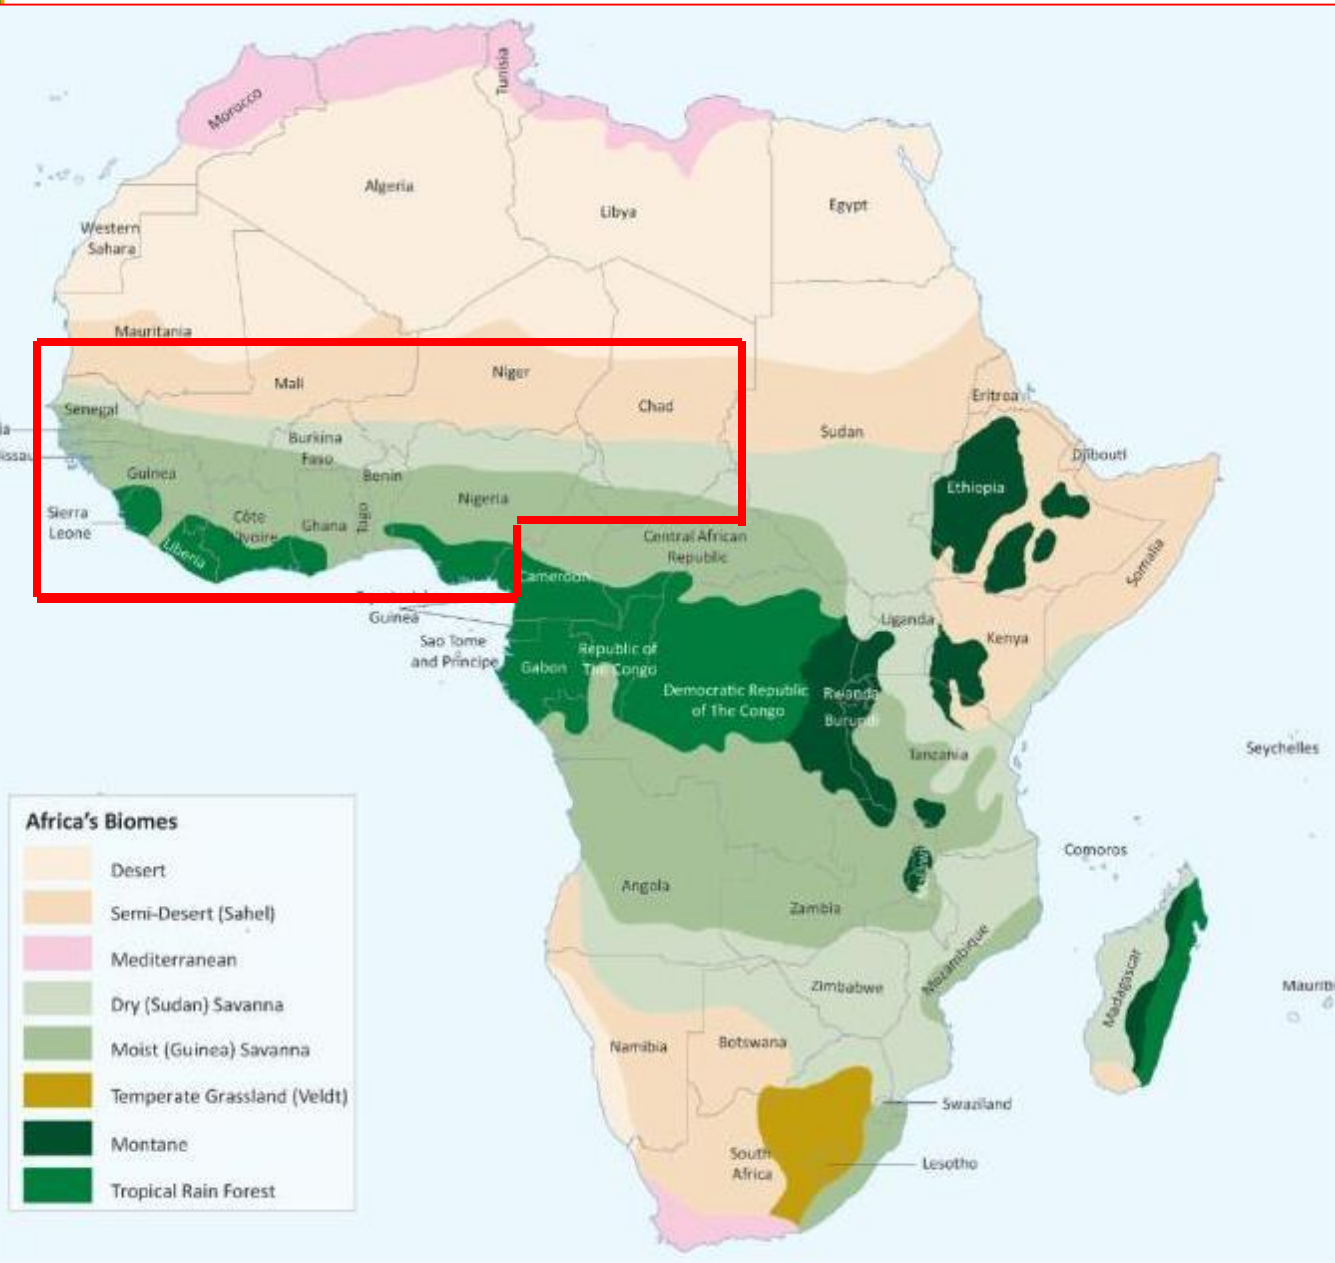 Tunisia
Morocco
Algeria
Libya
Egypt
Western
Sahara
Mauritania
Mali
Niger
Chad
Sudan
Eritrea
Djibouti
Ethiopia
Somalia
Senegal
Burkina
Faso
Benin
Guinea
Nigeria
Togo
Côte
Ghana
Sierra
Leone
Liberia
Central African
Republic
Cameroon
Guinea
Sao Tome
and Principe
Gabon
Republic of
The Congo
Democratic Republic
of The Congo
Uganda
Kenya
Rwanda
Burundi
Tanzania
Seychelles
Comoros
Angola
Zambia
Mozambique
Madagascar
Zimbabwe
Namibia
Botswana
Swaziland
South
Africa
Lesotho
Africa's Biomes
Desert
Semi-Desert (Sahel)
Mediterranean
Dry (Sudan) Savanna
Moist (Guinea) Savanna
Temperate Grassland (Veldt)
Montane
Tropical Rain Forest